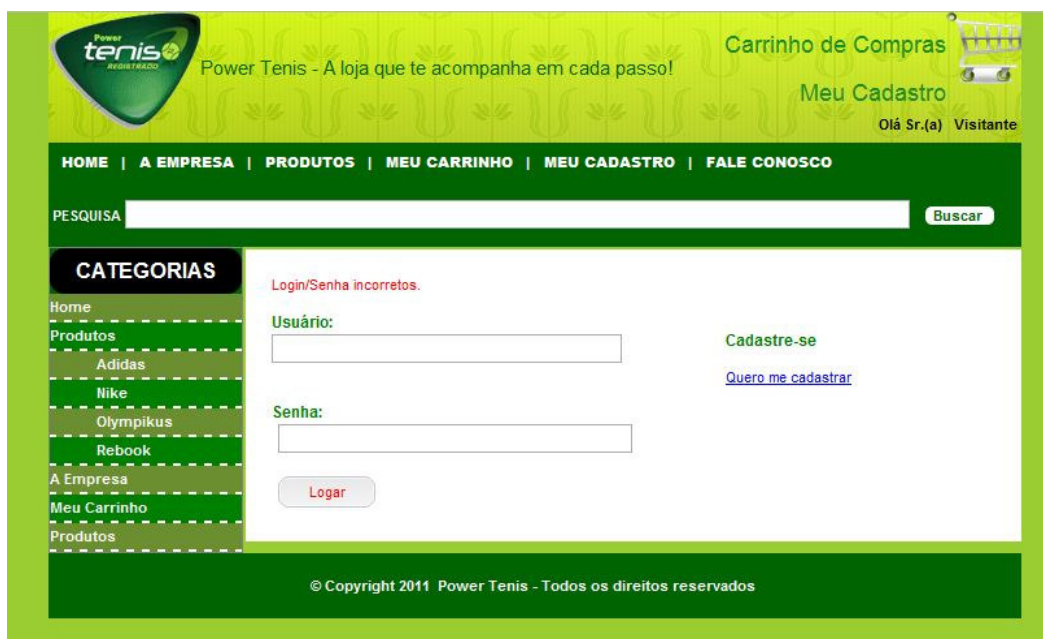 Power
tenis
REGISTRADO
Power Tenis - A loja que te acompanha em cada passo!
Carrinho de Compras
Meu Cadastro
Olá Sr.(a) Visitante
HOME | A EMPRESA | PRODUTOS | MEU CARRINHO | MEU CADASTRO | FALE CONOSCO
PESQUISA
Buscar
CATEGORIAS
Home
Produtos
Adidas
Nike
Olympikus
Rebook
A Empresa
Meu Carrinho
Produtos
Login/Senha incorretos.
Usuário:
Senha:
Logar
Cadastre-se
Quero me cadastrar
© Copyright 2011 Power Tenis - Todos os direitos reservados